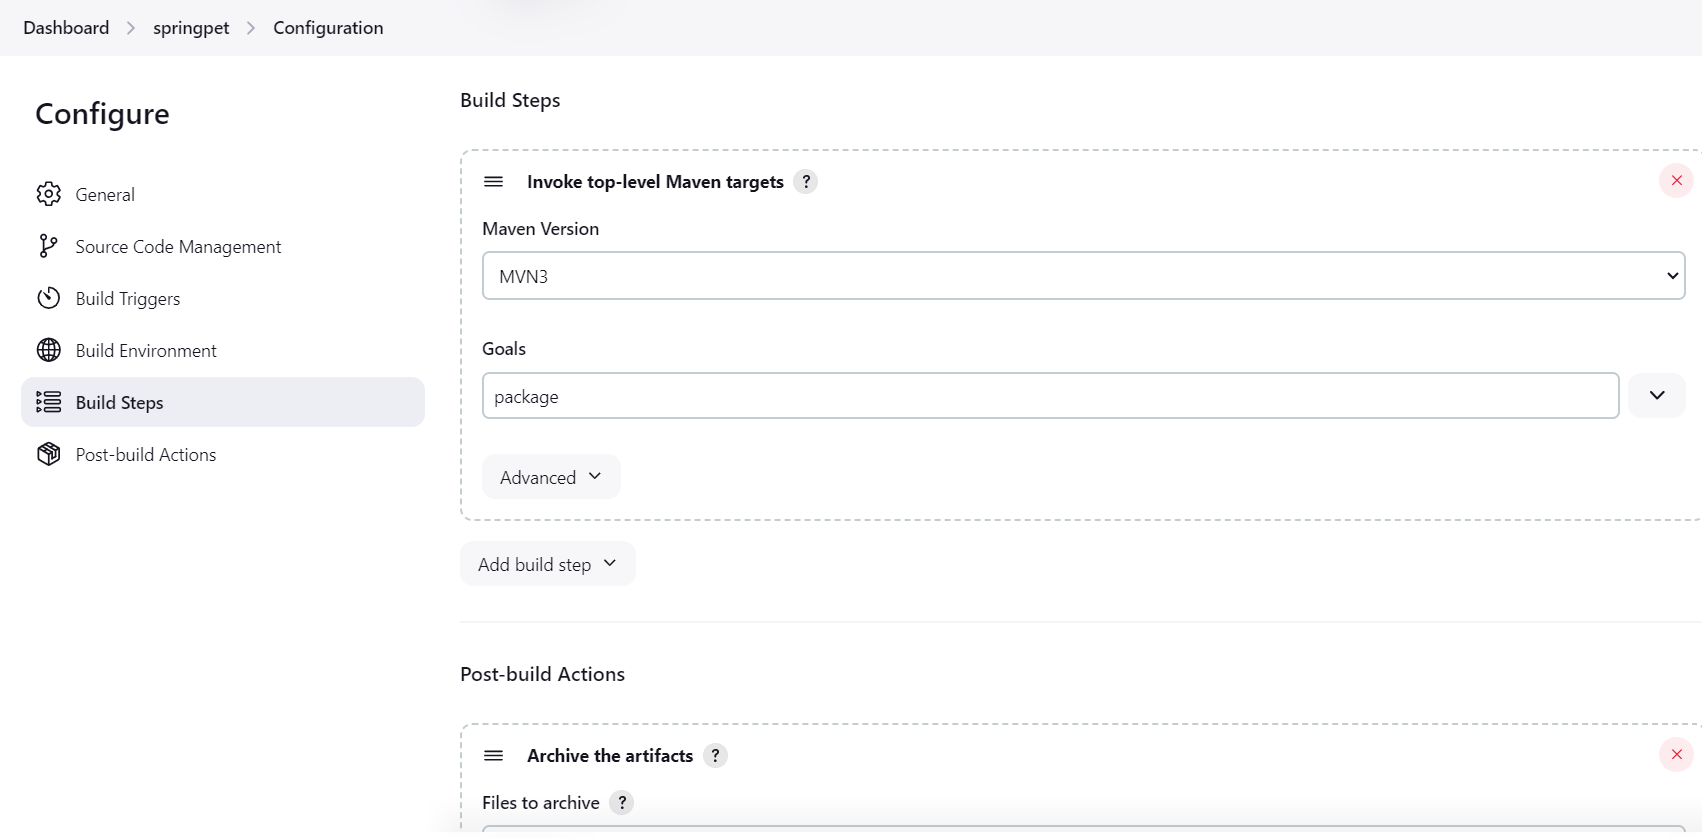 Dashboard > springpet > Configuration
Configure
General
Source Code Management
Build Triggers
Build Environment
Build Steps
Post-build Actions
Build Steps
Invoke top-level Maven targets ?
Maven Version
MVN3
Goals
package
Advanced
Add build step
Post-build Actions
Archive the artifacts ?
Files to archive ?